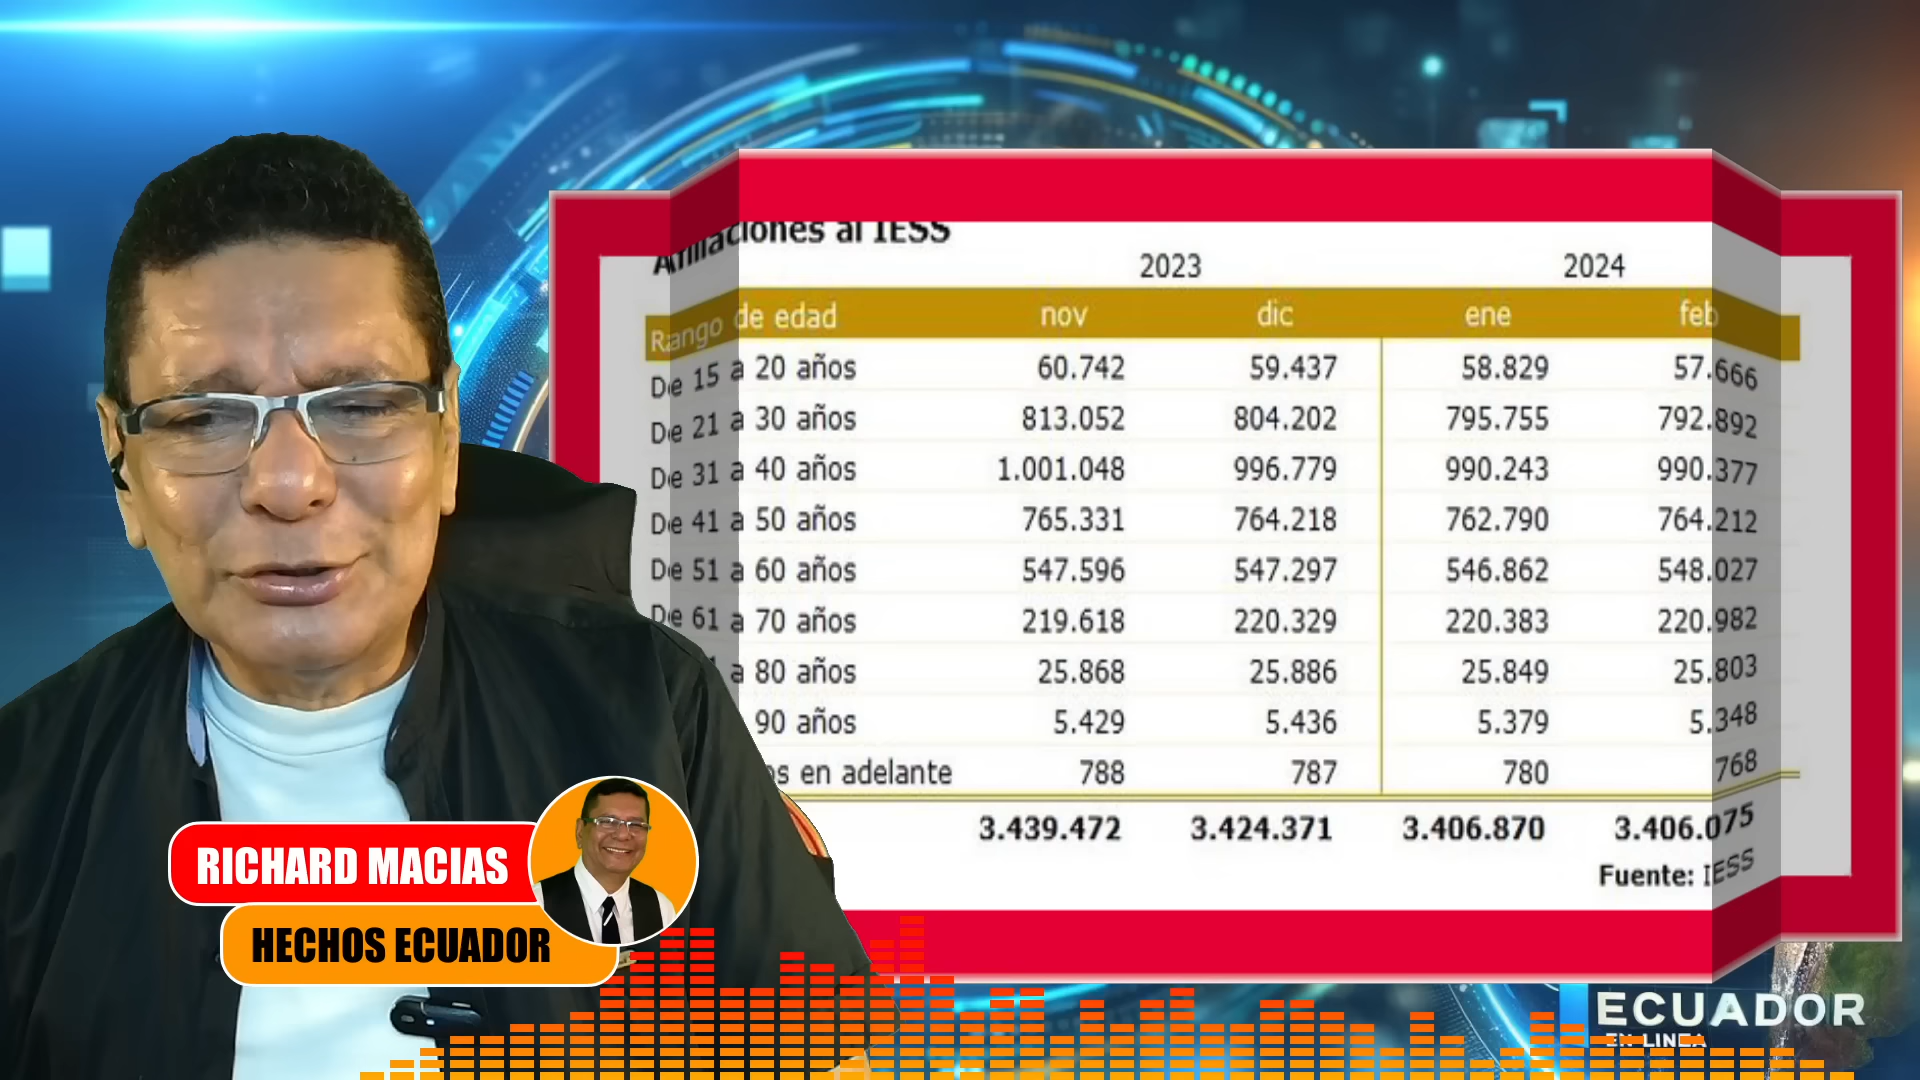 Afiliaciones al IESS
2023 2024
Rango de edad nov dic ene feb
De 15 a 20 años 60.742 59.437 58.829 57.666
De 21 a 30 años 813.052 804.202 795.755 792.892
De 31 a 40 años 1.001.048 996.779 990.243 990.377
De 41 a 50 años 765.331 764.218 762.790 764.212
De 51 a 60 años 547.596 547.297 546.862 548.027
De 61 a 70 años 219.618 220.329 220.383 220.982
a 80 años 25.868 25.886 25.849 25.803
90 años 5.429 5.436 5.379 5.348
en adelante 788 787 780 768
3.439.472 3.424.371 3.406.870 3.406.075
Fuente: IESS
RICHARD MACIAS
HECHOS ECUADOR
ECUADOR
EN LINEA